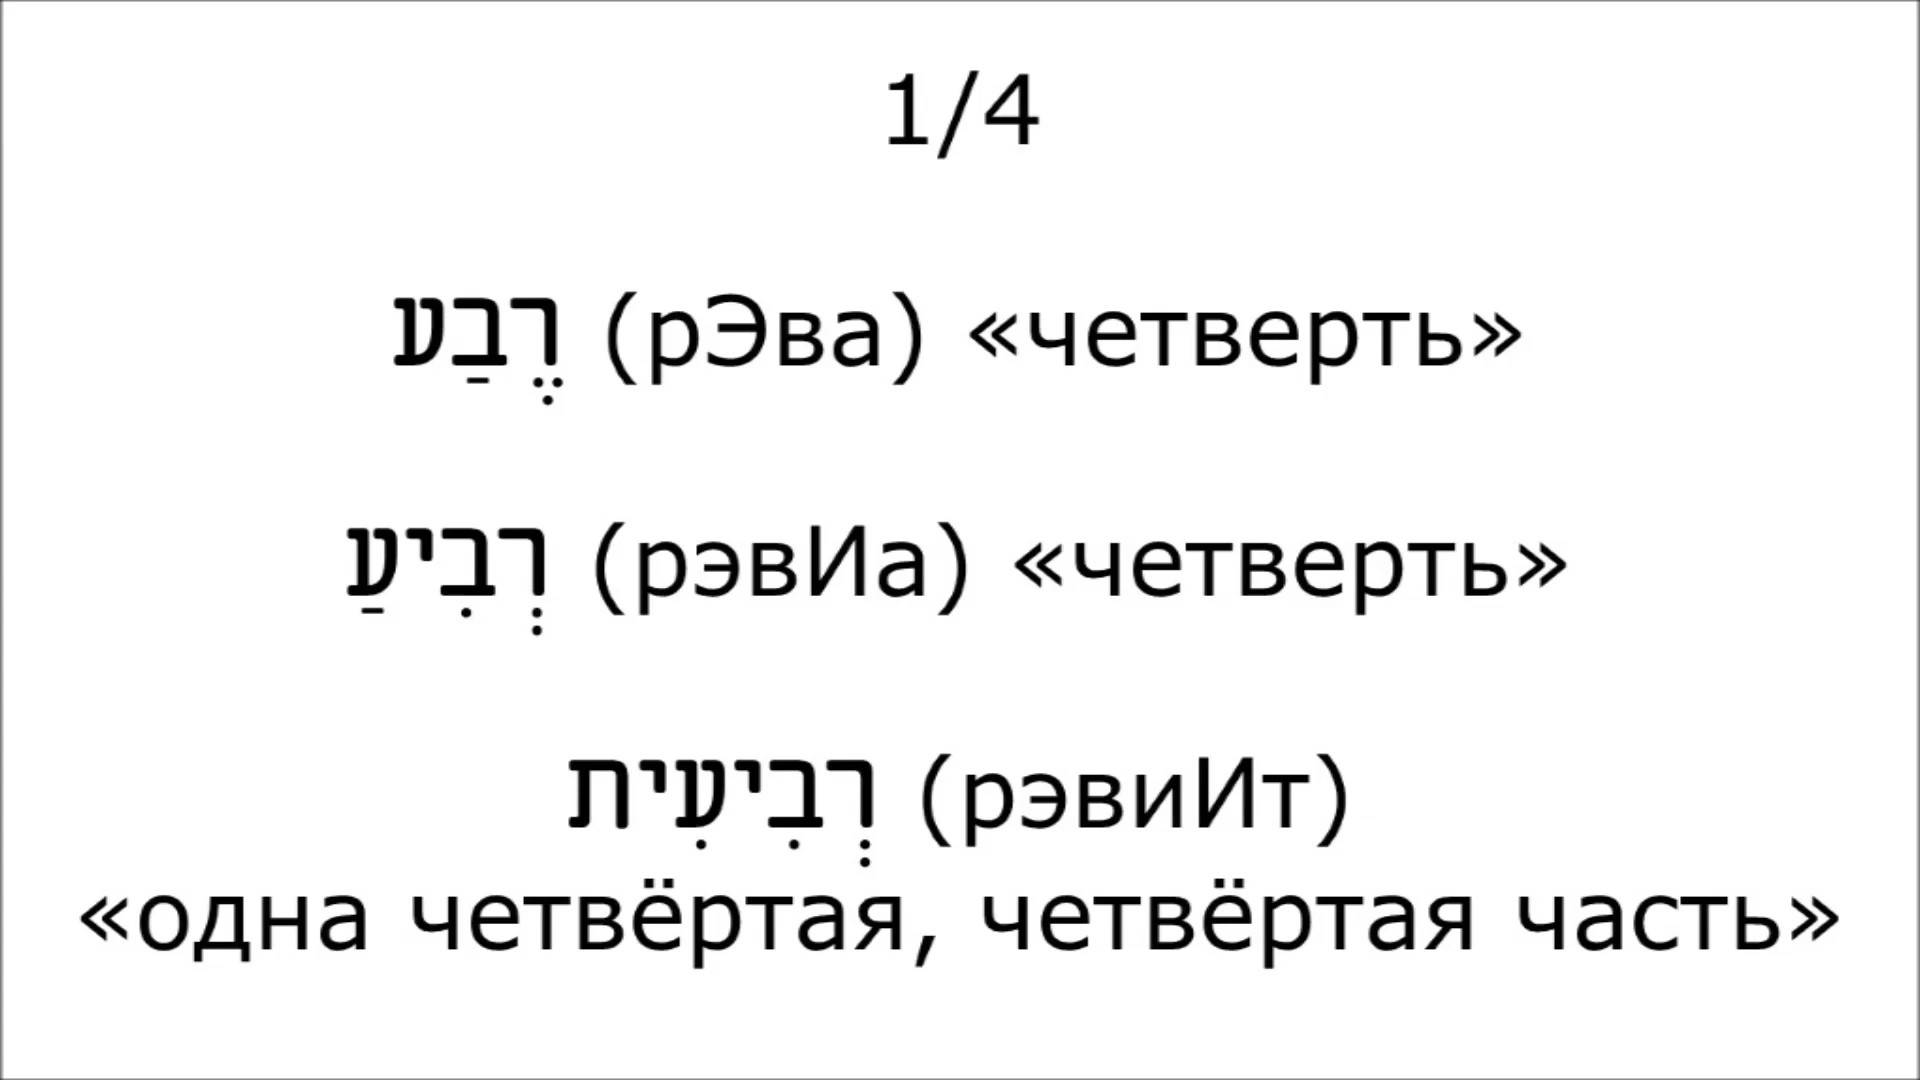 1/4
רֶבַע (рЭва) «четверть»
רְבִיעַ (рэвИа) «четверть»
רְבִיעִית (рэвиИт)
«одна четвёртая, четвёртая часть»